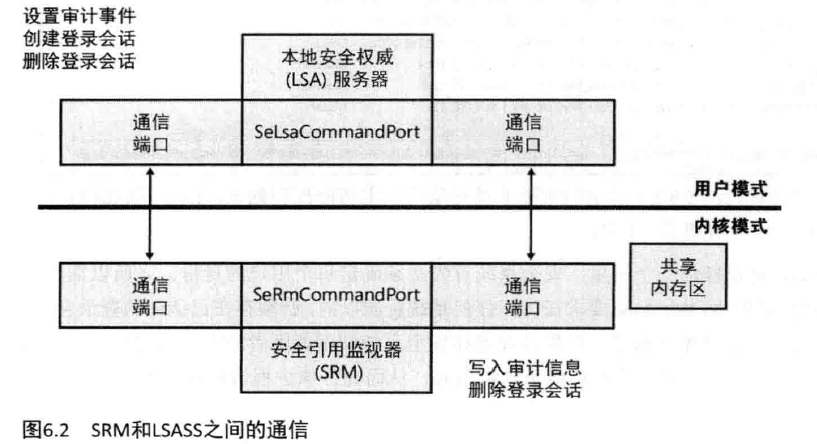 设置审计事件
创建登录会话
删除登录会话
本地安全权威
(LSA) 服务器
通信
端口
SeLsaCommandPort
通信
端口
用户模式
内核模式
通信
端口
SeRmCommandPort
通信
端口
共享
内存区
安全引用监视器
(SRM)
写入审计信息
删除登录会话
图6.2 SRM和LSASS之间的通信